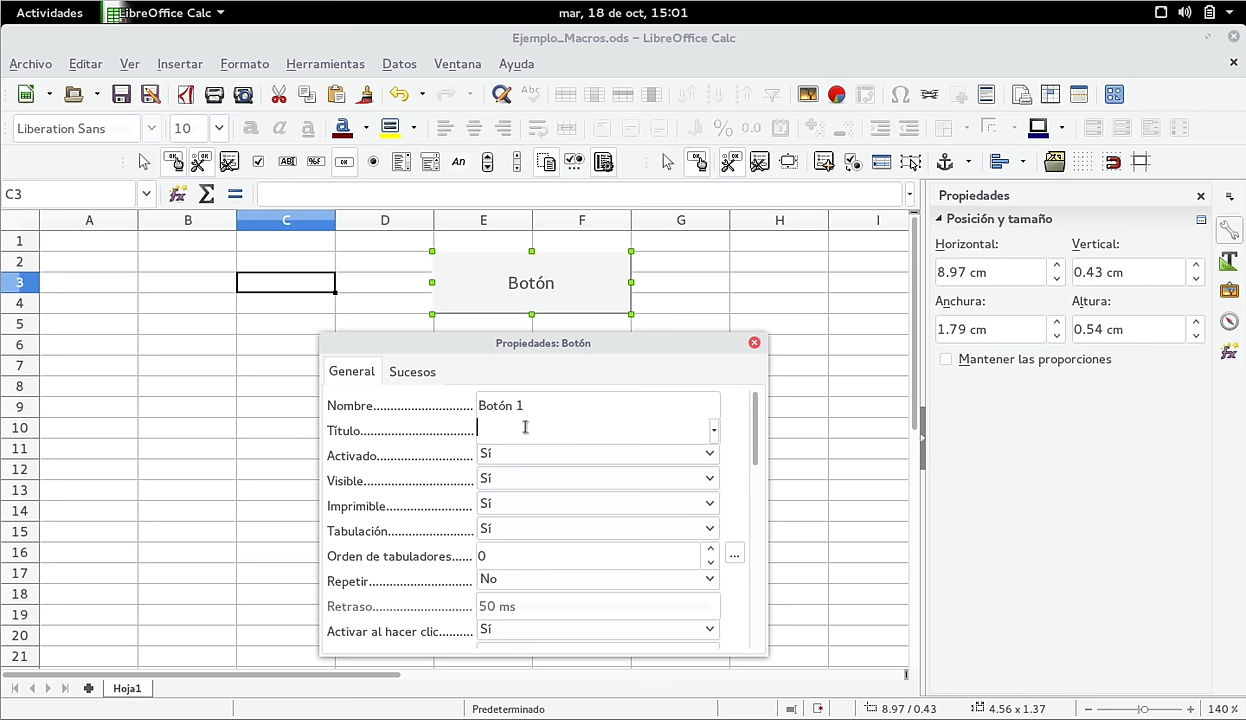 Actividades LibreOffice Calc mar, 18 de oct, 15:01
Ejemplo_Macros.ods – LibreOffice Calc
Archivo Editar Ver Insertar Formato Herramientas Datos Ventana Ayuda
Liberation Sans 10
C3
Propiedades
A B C D E F G H I
Posición y tamaño
1
Horizontal: Vertical:
2
8.97 cm 0.43 cm
3 Botón
4
Anchura: Altura:
5
1.79 cm 0.54 cm
6 Propiedades: Botón
Mantener las proporciones
7 General Sucesos
8
9 Nombre Botón 1
10 Título
11 Activado Sí
12 Visible Sí
13
14 Imprimible Sí
15 Tabulación Sí
16 Orden de tabuladores 0 ...
17 Repetir No
18
19 Retraso 50 ms
20 Activar al hacer clic Sí
21
Hoja1
Predeterminado 8.97 / 0.43 4.56 x 1.37 140 %